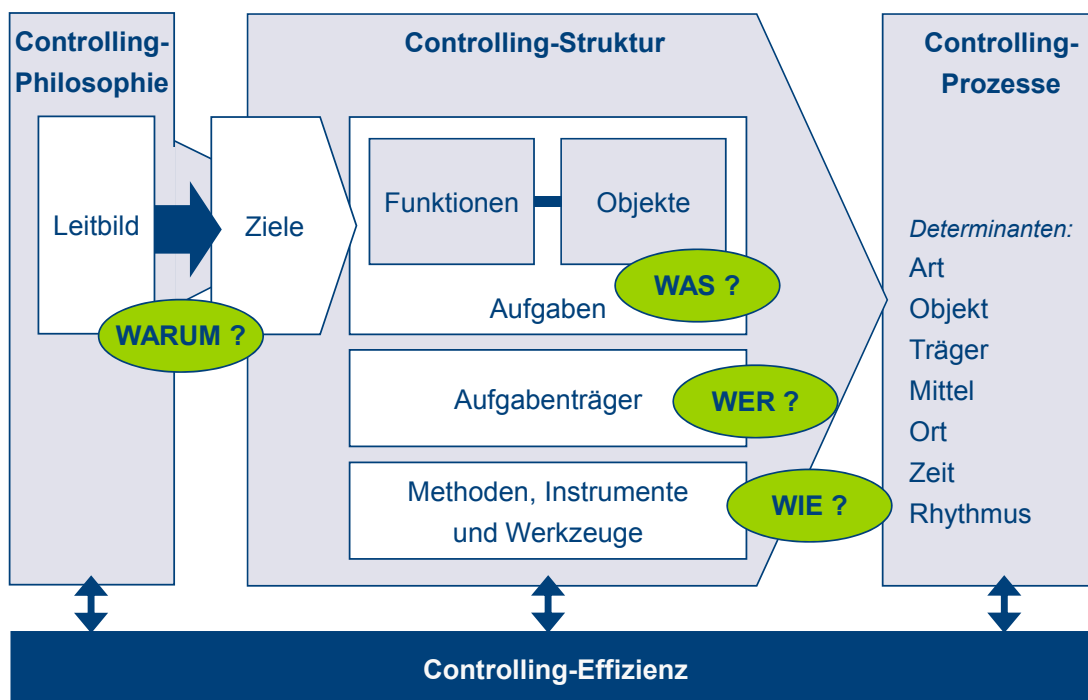 Controlling-
Philosophie
Leitbild
WARUM ?
Ziele
Controlling-Struktur
Funktionen
Objekte
WAS ?
Aufgaben
Aufgabenträger
WER ?
Methoden, Instrumente
und Werkzeuge
WIE ?
Controlling-
Prozesse
Determinanten:
Art
Objekt
Träger
Mittel
Ort
Zeit
Rhythmus
Controlling-Effizienz